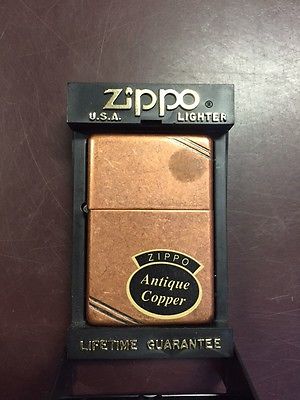 Zippo®
U.S.A. LIGHTER
ZIPPO
Antique
Copper
LIFETIME GUARANTEE